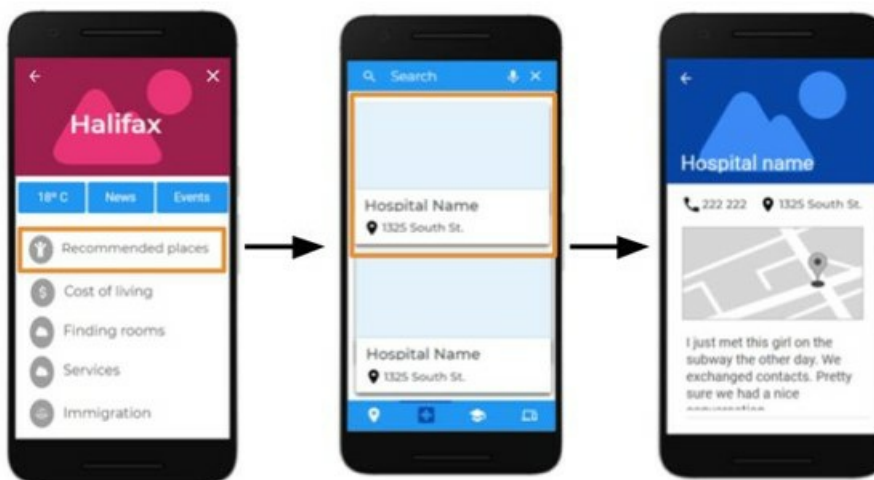 Halifax
18° C
News
Events
Recommended places
Cost of living
Finding rooms
Services
Immigration
Search
Hospital Name
1325 South St.
Hospital Name
1325 South St.
Hospital name
222 222
1325 South St.
I just met this girl on the
subway the other day. We
exchanged contacts. Pretty
sure we had a nice